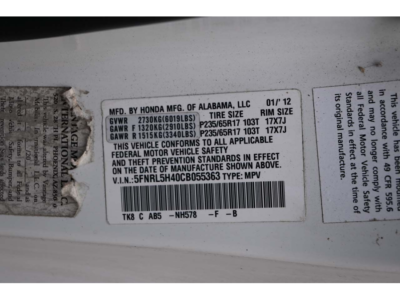 MFD. BY HONDA MFG. OF ALABAMA, LLC 01/'12
GVWR 2730KG(6019LBS) TIRE SIZE RIM SIZE
GAWR F 1320KG(2910LBS) P235/65R17 103T 17X7J
GAWR R 1515KG(3340LBS) P235/65R17 103T 17X7J
THIS VEHICLE CONFORMS TO ALL APPLICABLE
FEDERAL MOTOR VEHICLE SAFETY
AND THEFT PREVENTION STANDARDS IN EFFECT
ON THE DATE OF MANUFACTURE SHOWN ABOVE.
V.I.N.: 5FNRL5H40CB055363 TYPE: MPV
TK8 C AB5 -NH578 -F -B
This vehicle was
in accordance with 49 CFR 595.6
and may no longer comply with
all Federal Motor Vehicle Safety
Standards in effect at the time of
its original manufacture.